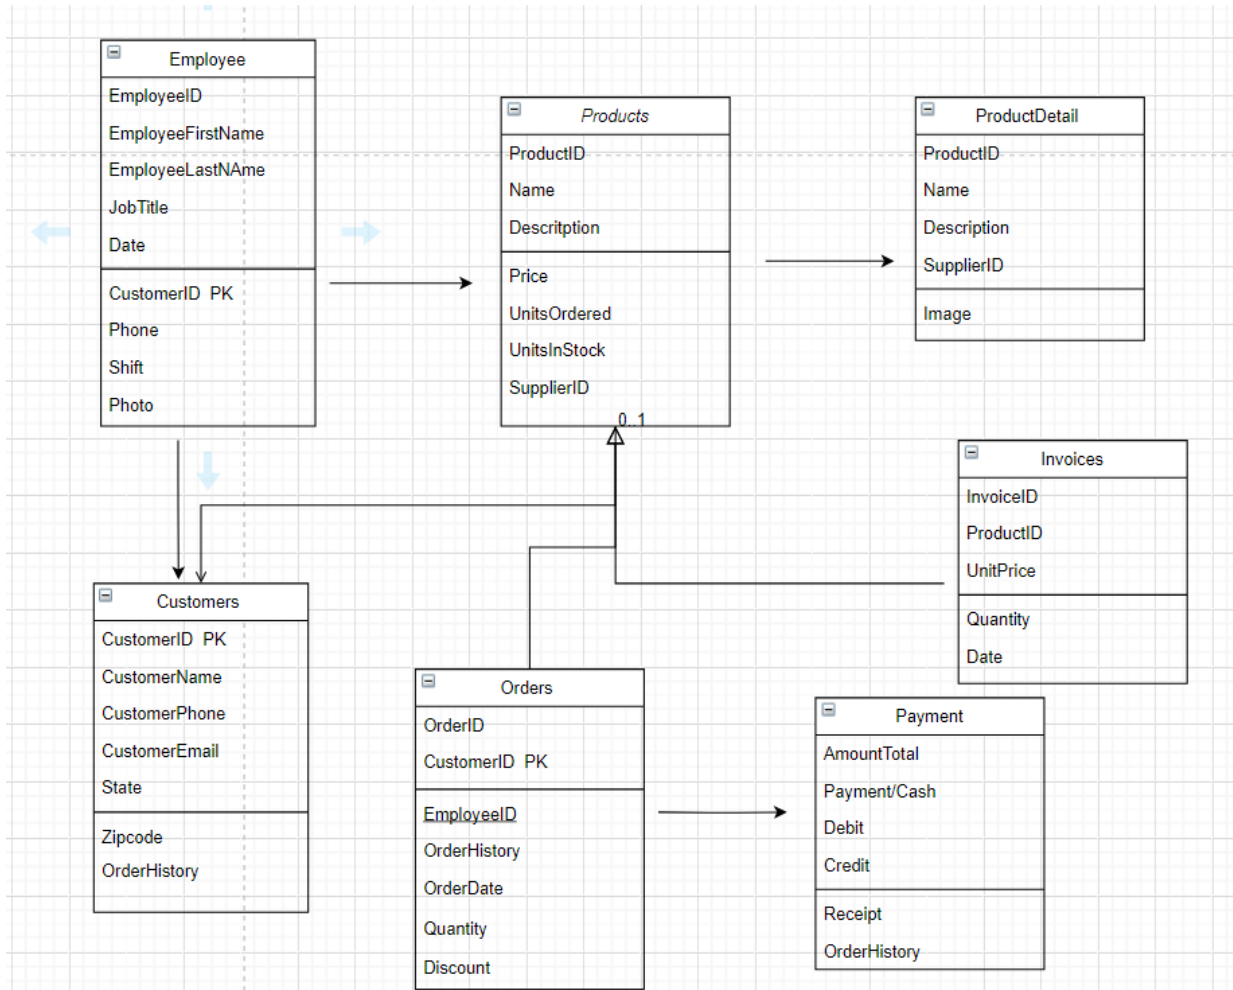 Employee
EmployeeID
EmployeeFirstName
EmployeeLastNAme
JobTitle
Date
CustomerID PK
Phone
Shift
Photo
Products
ProductID
Name
Descritption
Price
UnitsOrdered
UnitsInStock
SupplierID
0..1
ProductDetail
ProductID
Name
Description
SupplierID
Image
Invoices
InvoiceID
ProductID
UnitPrice
Quantity
Date
Customers
CustomerID PK
CustomerName
CustomerPhone
CustomerEmail
State
Zipcode
OrderHistory
Orders
OrderID
CustomerID PK
EmployeeID
OrderHistory
OrderDate
Quantity
Discount
Payment
AmountTotal
Payment/Cash
Debit
Credit
Receipt
OrderHistory